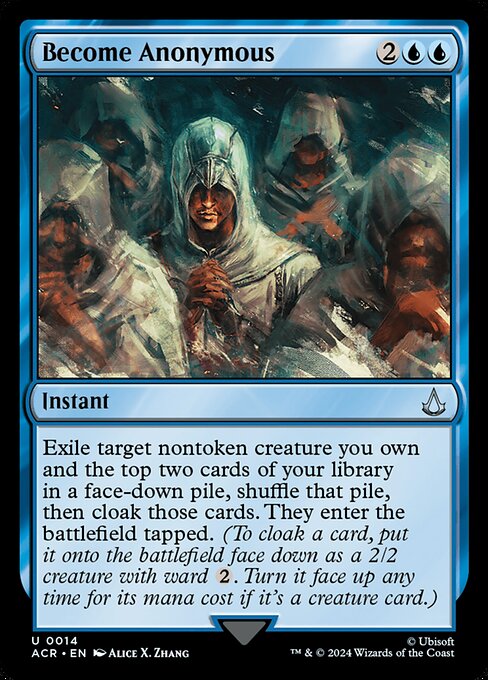 Become Anonymous 2
Instant
Exile target nontoken creature you own
and the top two cards of your library
in a face-down pile, shuffle that pile,
then cloak those cards. They enter the
battlefield tapped. (To cloak a card, put
it onto the battlefield face down as a 2/2
creature with ward 2. Turn it face up any
time for its mana cost if it's a creature card.)
U 0014
ACR • EN ALICE X. ZHANG
© Ubisoft
™ & © 2024 Wizards of the Coast